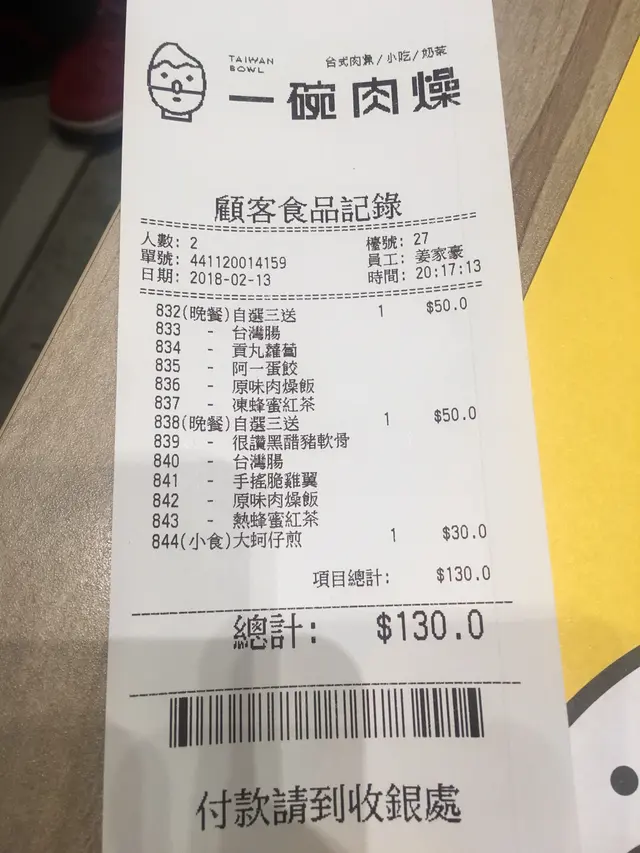 TAIWAN
BOWL
台式肉燥/小吃/奶茶
一碗肉燥
顧客食品記錄
人數: 2 檯號: 27
單號: 441120014159 員工: 姜家豪
日期: 2018-02-13 時間: 20:17:13
832(晚餐)自選三送 1 $50.0
833 - 台灣腸
834 - 貢丸蘿蔔
835 - 阿一蛋餃
836 - 原味肉燥飯
837 - 凍蜂蜜紅茶
838(晚餐)自選三送 1 $50.0
839 - 很讚黑醋豬軟骨
840 - 台灣腸
841 - 手搖脆雞翼
842 - 原味肉燥飯
843 - 熱蜂蜜紅茶
844(小食)大蚵仔煎 1 $30.0
項目總計: $130.0
總計: $130.0
付款請到收銀處